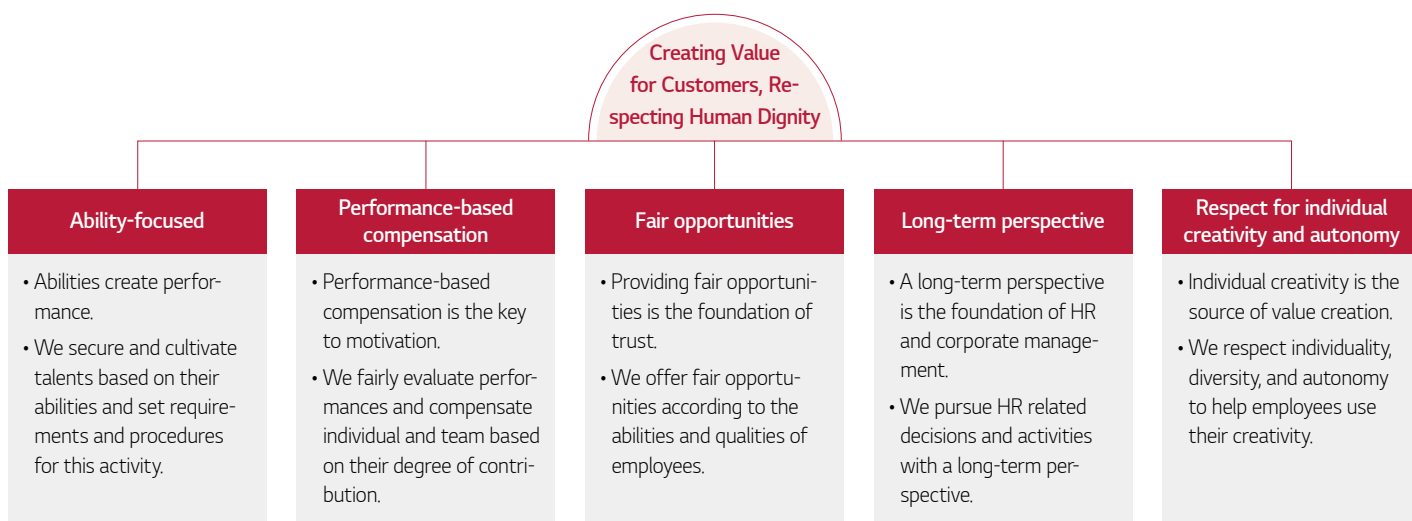 Creating Value
for Customers, Re-
specting Human Dignity
Ability-focused
• Abilities create perfor-
mance.
• We secure and cultivate
talents based on their
abilities and set require-
ments and procedures
for this activity.
Performance-based
compensation
• Performance-based
compensation is the key
to motivation.
• We fairly evaluate perfor-
mances and compensate
individual and team based
on their degree of contri-
bution.
Fair opportunities
• Providing fair opportuni-
ties is the foundation of
trust.
• We offer fair opportu-
nities according to the
abilities and qualities of
employees.
Long-term perspective
• A long-term perspective
is the foundation of HR
and corporate manage-
ment.
• We pursue HR related
decisions and activities
with a long-term per-
spective.
Respect for individual
creativity and autonomy
• Individual creativity is the
source of value creation.
• We respect individuality,
diversity, and autonomy
to help employees use
their creativity.